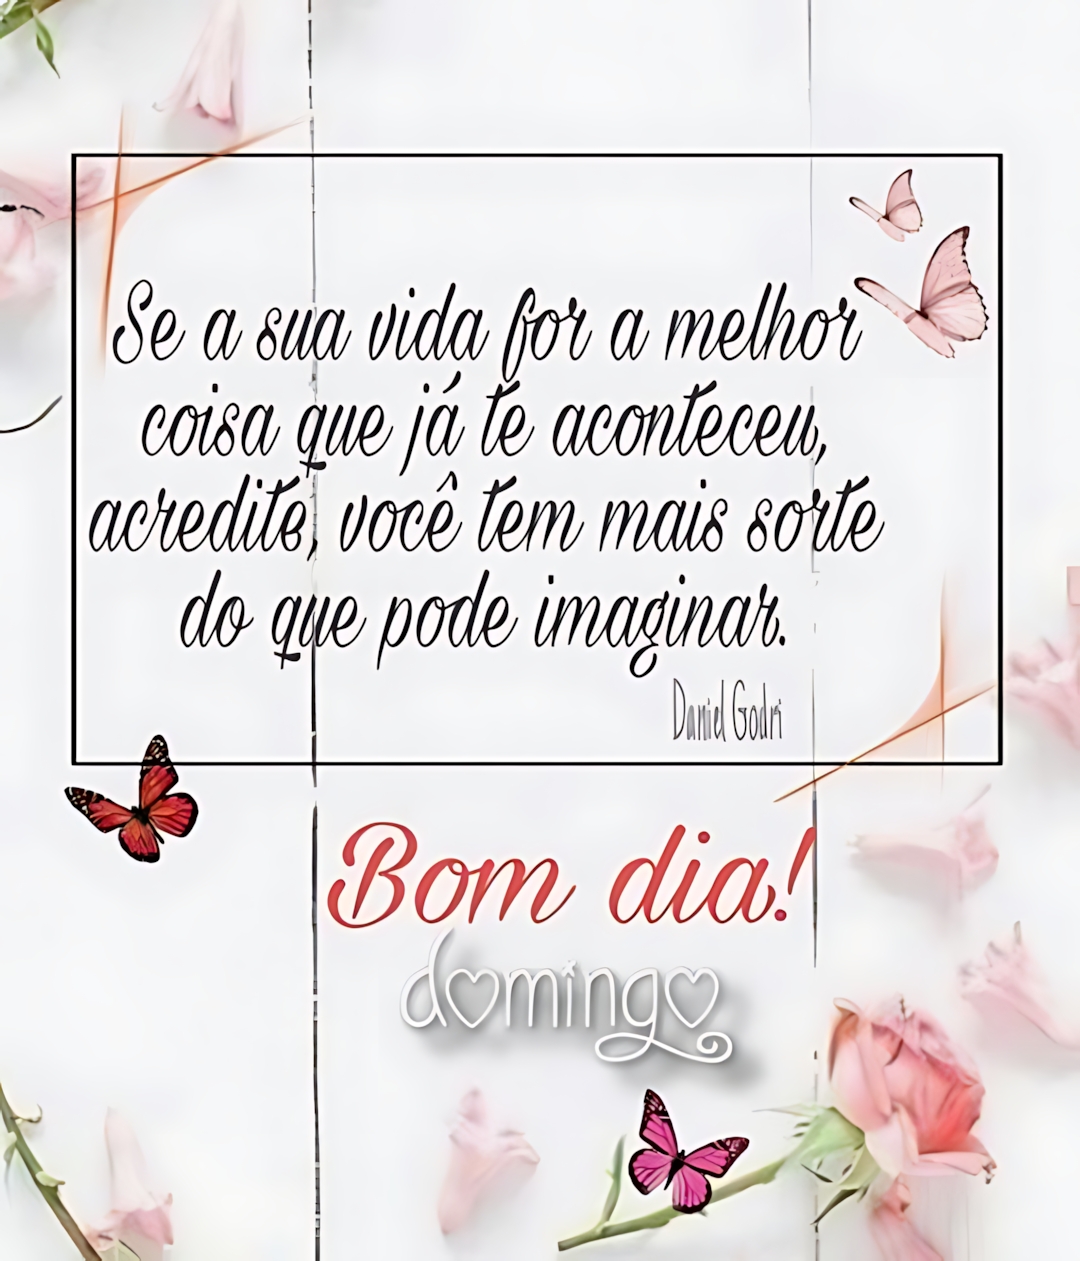 Se a sua vida for a melhor
coisa que já te aconteceu,
acredite, você tem mais sorte
do que pode imaginar.
Daniel Godri
Bom dia!
domingo